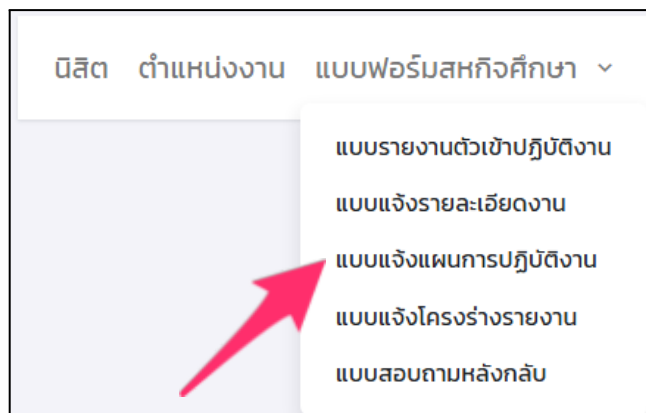 นิสิต ตำแหน่งงาน แบบฟอร์มสหกิจศึกษา
แบบรายงานตัวเข้าปฏิบัติงาน
แบบแจ้งรายละเอียดงาน
แบบแจ้งแผนการปฏิบัติงาน
แบบแจ้งโครงร่างรายงาน
แบบสอบถามหลังกลับ